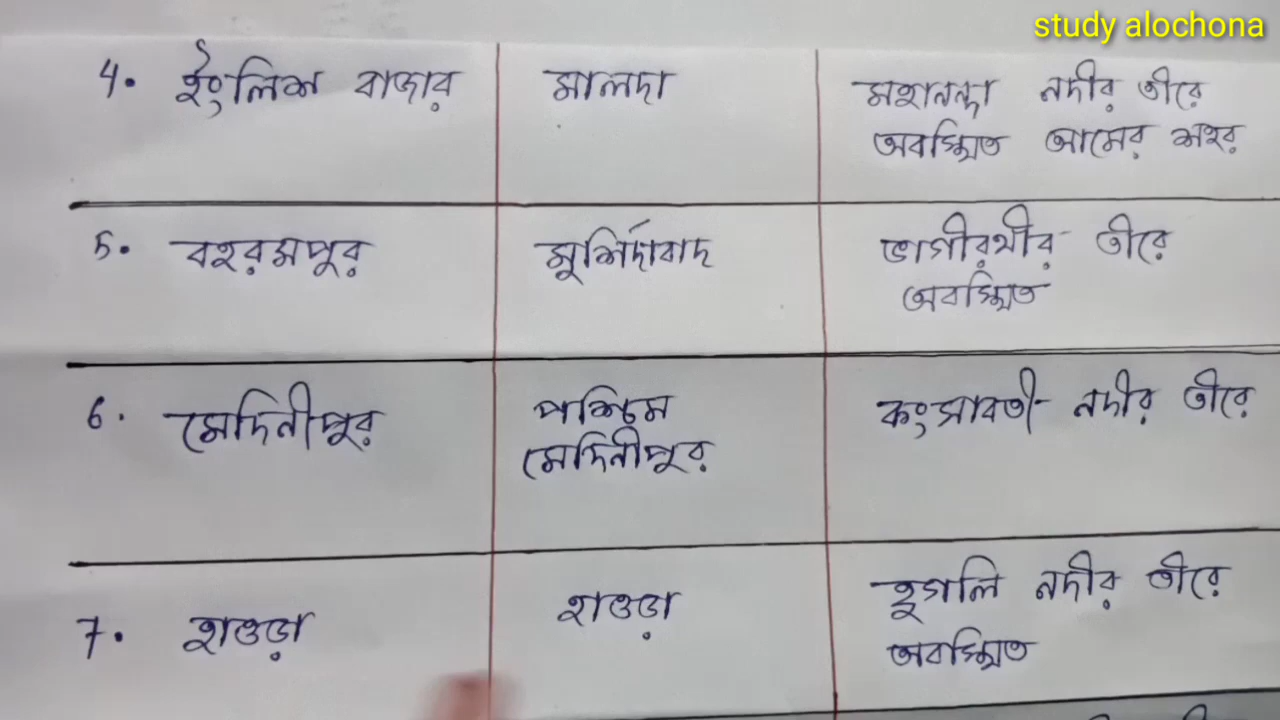 study alochona
4. ইংলিশ বাজার
মালদা
মহানন্দা নদীর তীরে
অবস্থিত আমের শহর
5. বহরমপুর
মুর্শিদাবাদ
ভাগীরথীর তীরে
অবস্থিত
6. মেদিনীপুর
পশ্চিম
মেদিনীপুর
কংসাবতী নদীর তীরে
7. হাওড়া
হাওড়া
হুগলি নদীর তীরে
অবস্থিত